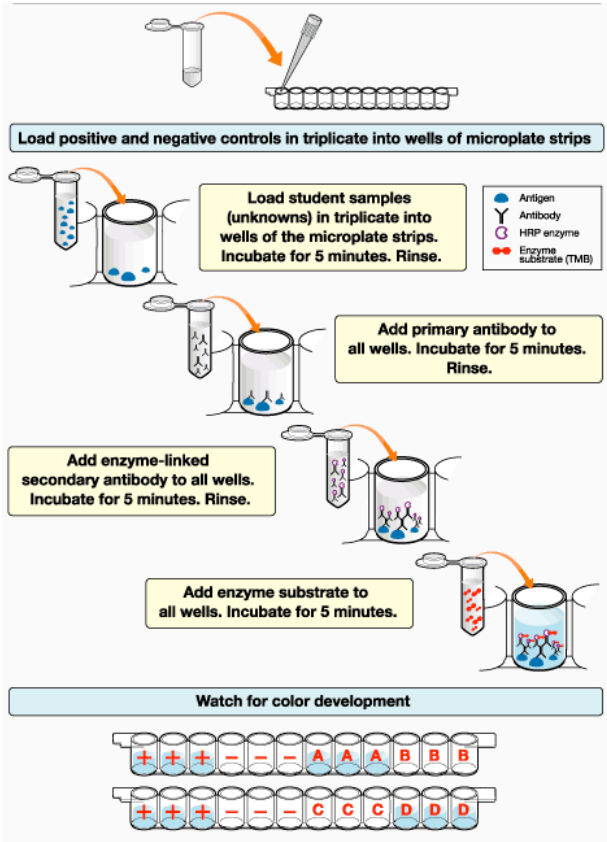 Load positive and negative controls in triplicate into wells of microplate strips
Load student samples
(unknowns) in triplicate into
wells of the microplate strips.
Incubate for 5 minutes. Rinse.
Antigen
Antibody
HRP enzyme
Enzyme
substrate (TMB)
Add primary antibody to
all wells. Incubate for 5 minutes.
Rinse.
Add enzyme-linked
secondary antibody to all wells.
Incubate for 5 minutes. Rinse.
Add enzyme substrate to
all wells. Incubate for 5 minutes.
Watch for color development
+ + + – – – A A A B B B
+ + + – – – C C C D D D